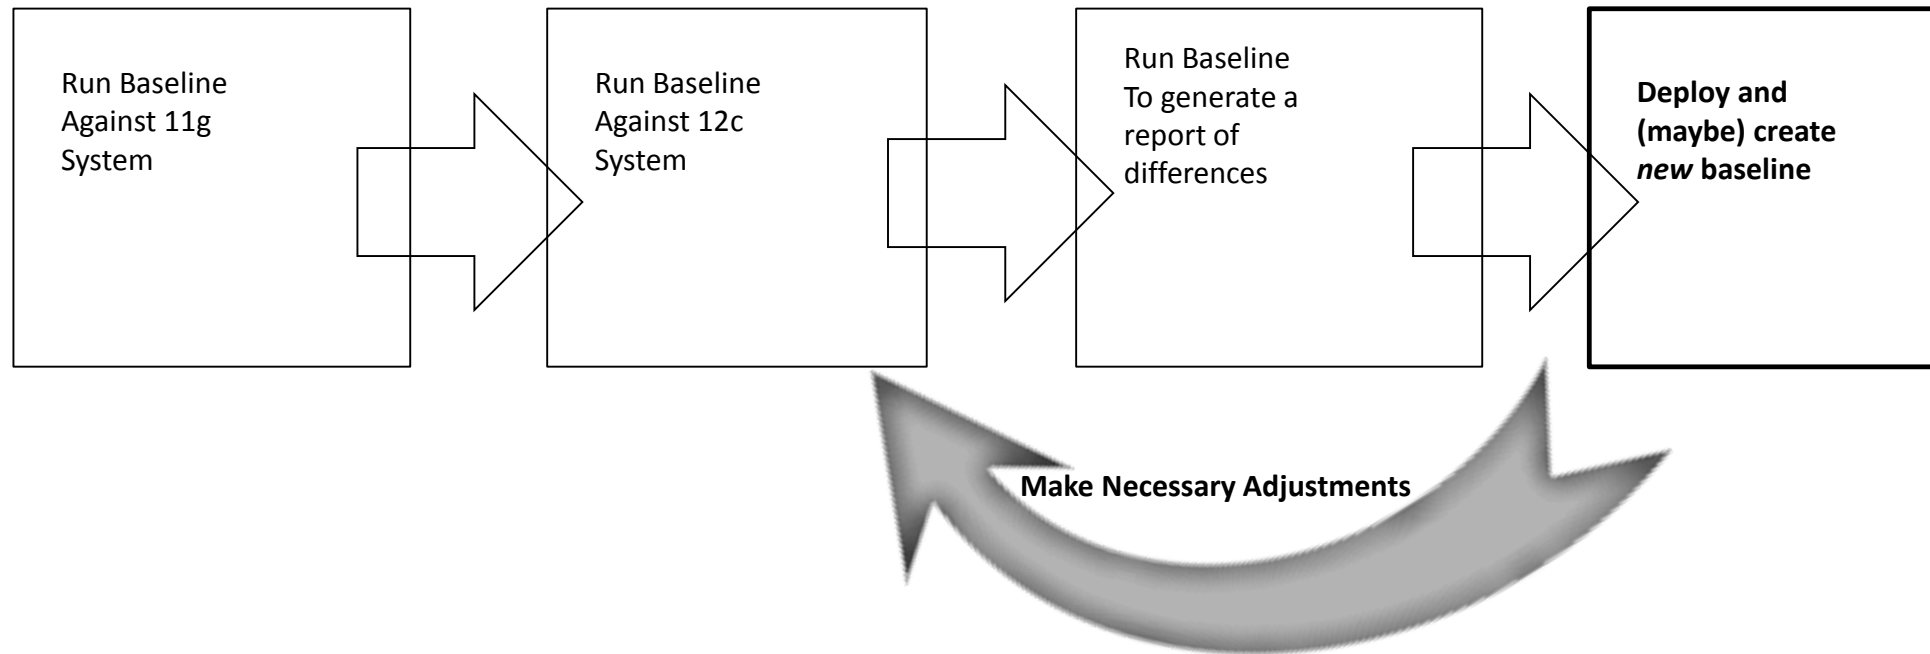 Run Baseline
Against 11g
System
Run Baseline
Against 12c
System
Run Baseline
To generate a
report of
differences
Deploy and
(maybe) create
new baseline
Make Necessary Adjustments